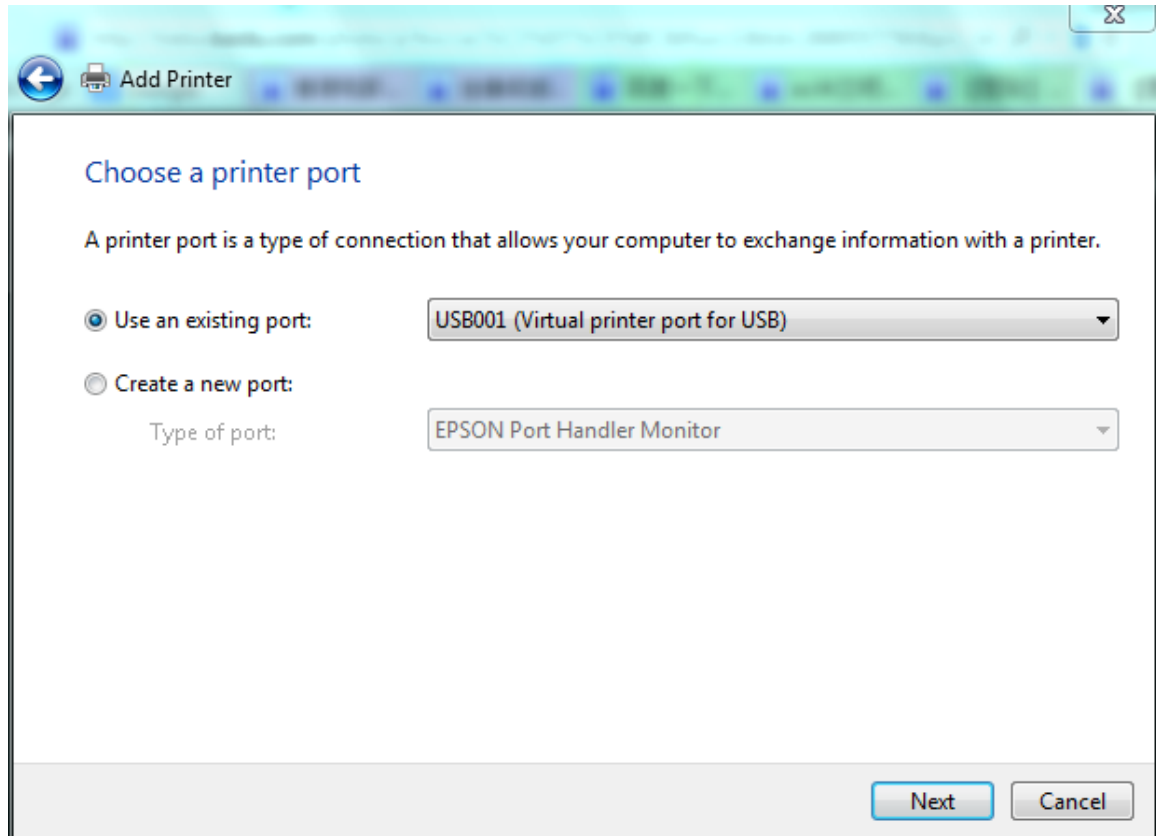 Add Printer
Choose a printer port
A printer port is a type of connection that allows your computer to exchange information with a printer.
Use an existing port: USB001 (Virtual printer port for USB)
Create a new port:
Type of port: EPSON Port Handler Monitor
Next Cancel